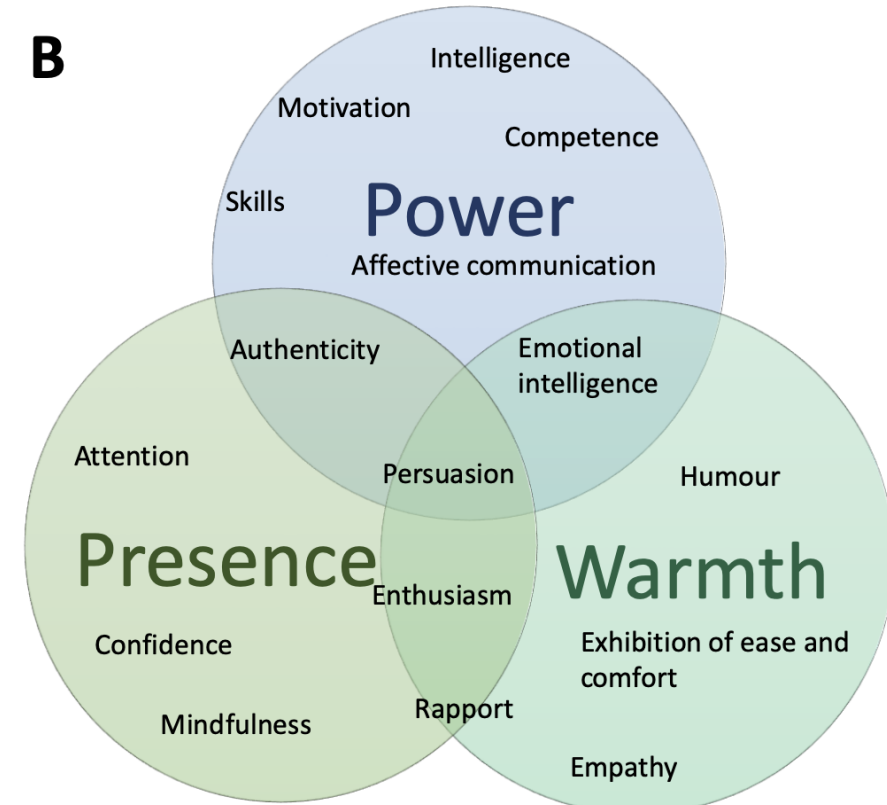 B
Intelligence
Motivation
Competence
Skills
Power
Affective communication
Authenticity
Emotional
intelligence
Attention
Persuasion
Humour
Presence
Warmth
Enthusiasm
Confidence
Exhibition of ease and
comfort
Rapport
Mindfulness
Empathy